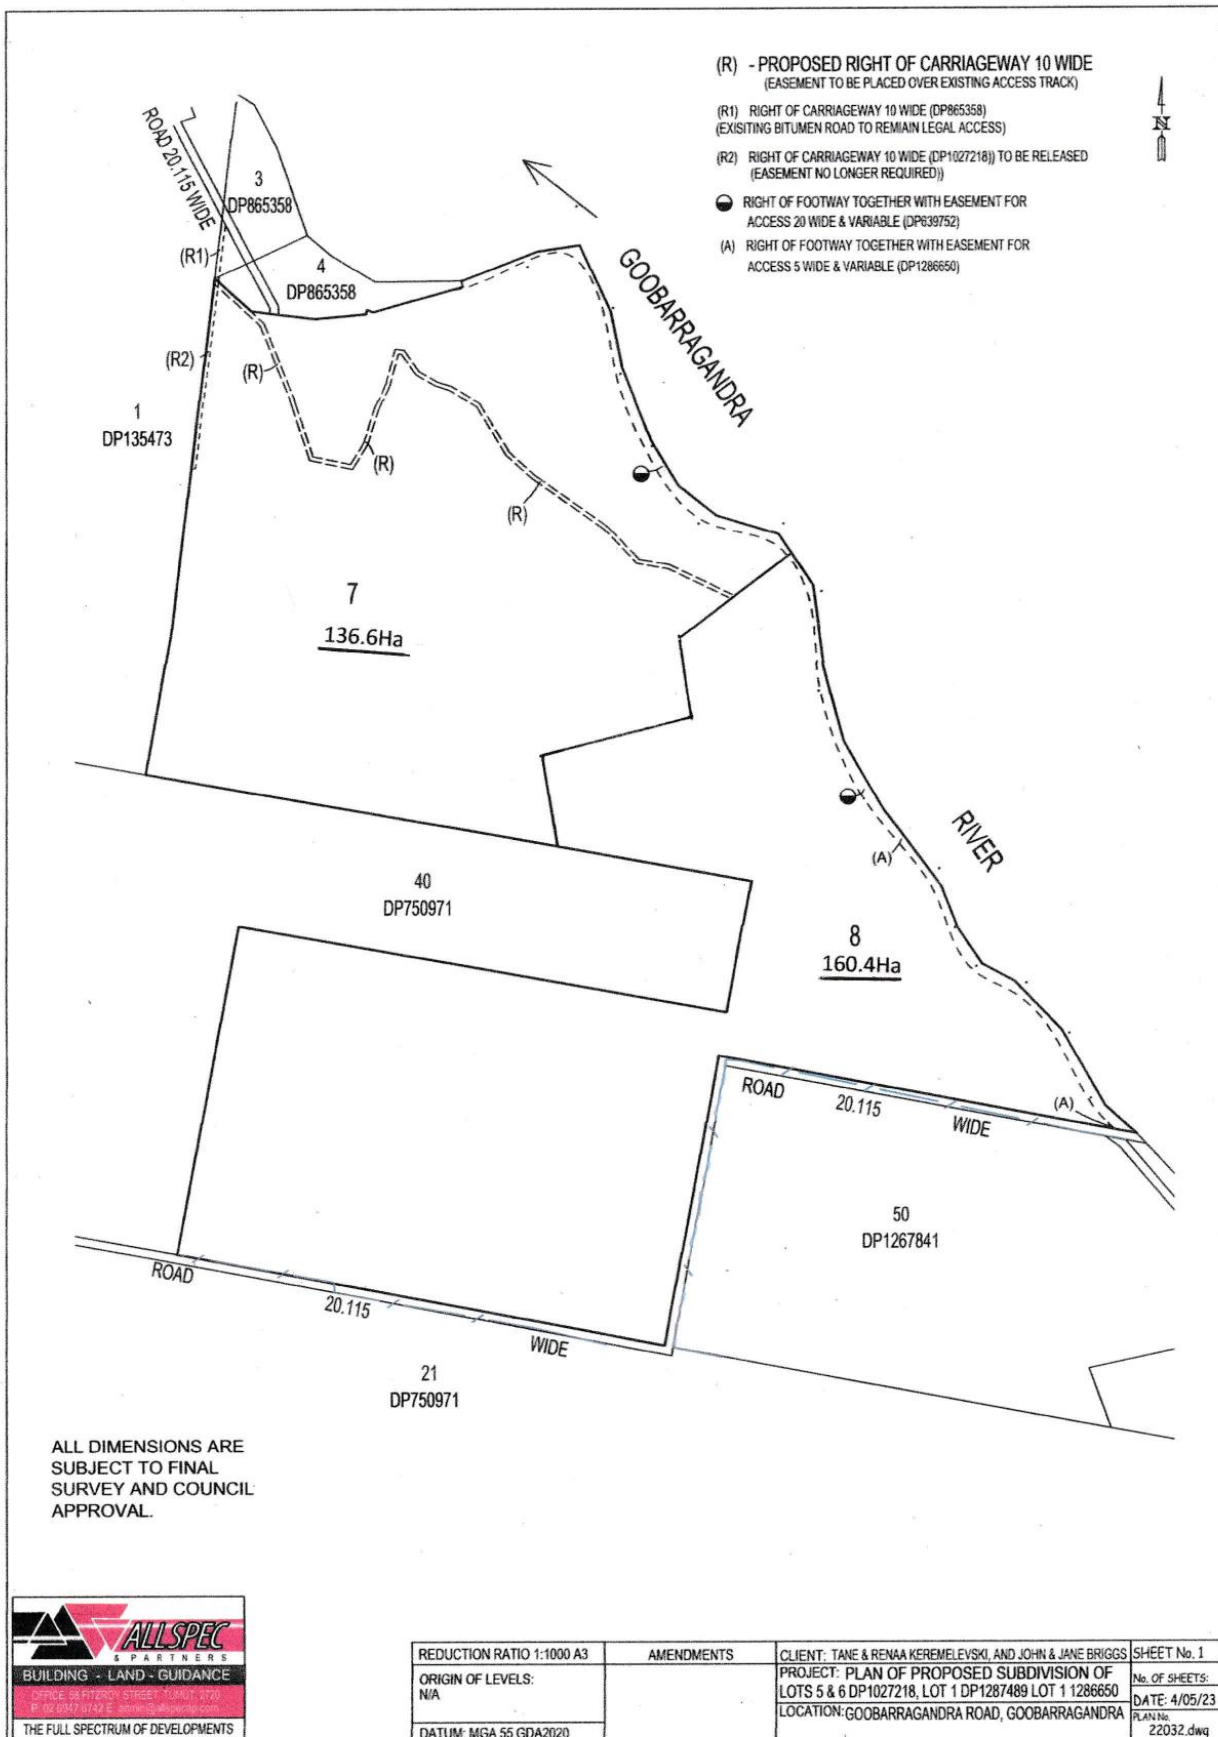 (R) - PROPOSED RIGHT OF CARRIAGEWAY 10 WIDE
(EASEMENT TO BE PLACED OVER EXISTING ACCESS TRACK)
(R1) RIGHT OF CARRIAGEWAY 10 WIDE (DP865358)
(EXISITING BITUMEN ROAD TO REMIAIN LEGAL ACCESS)
(R2) RIGHT OF CARRIAGEWAY 10 WIDE (DP1027218)) TO BE RELEASED
(EASEMENT NO LONGER REQUIRED))
RIGHT OF FOOTWAY TOGETHER WITH EASEMENT FOR
ACCESS 20 WIDE & VARIABLE (DP639752)
(A) RIGHT OF FOOTWAY TOGETHER WITH EASEMENT FOR
ACCESS 5 WIDE & VARIABLE (DP1286650)
N
ROAD 20.115 WIDE
3
DP865358
(R1)
4
DP865358
GOOBARRAGANDRA
(R2)
(R)
1
DP135473
(R)
(R)
7
136.6Ha
RIVER
(A)
40
DP750971
8
160.4Ha
ROAD
20.115
WIDE
(A)
50
DP1267841
ROAD
20.115
WIDE
21
DP750971
ALL DIMENSIONS ARE
SUBJECT TO FINAL
SURVEY AND COUNCIL
APPROVAL.
ALLSPEC
& PARTNERS
BUILDING - LAND - GUIDANCE
OFFICE 58 FITZROY STREET, TUMUT, 2720
THE FULL SPECTRUM OF DEVELOPMENTS
REDUCTION RATIO 1:1000 A3
ORIGIN OF LEVELS:
N/A
DATUM: MGA 55 GDA2020
AMENDMENTS
CLIENT: TANE & RENAA KEREMELEVSKI, AND JOHN & JANE BRIGGS
PROJECT: PLAN OF PROPOSED SUBDIVISION OF
LOTS 5 & 6 DP1027218, LOT 1 DP1287489 LOT 1 1286650
LOCATION: GOOBARRAGANDRA ROAD, GOOBARRAGANDRA
SHEET No. 1
No. OF SHEETS:
DATE: 4/05/23
PLAN No.
22032.dwg